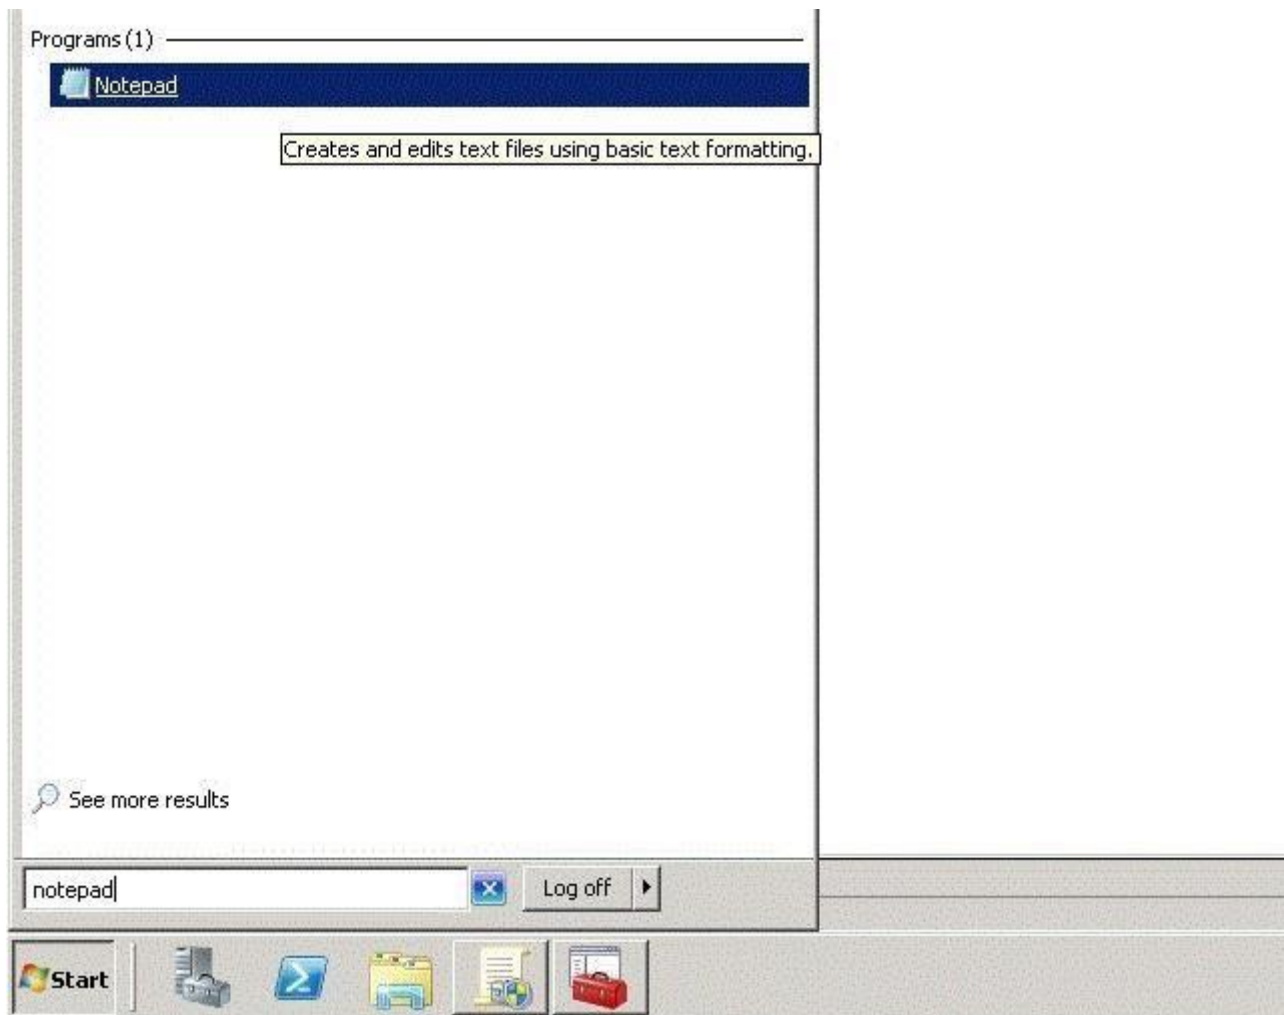 Programs (1)
Notepad
Creates and edits text files using basic text formatting.
See more results
notepad
Log off
Start